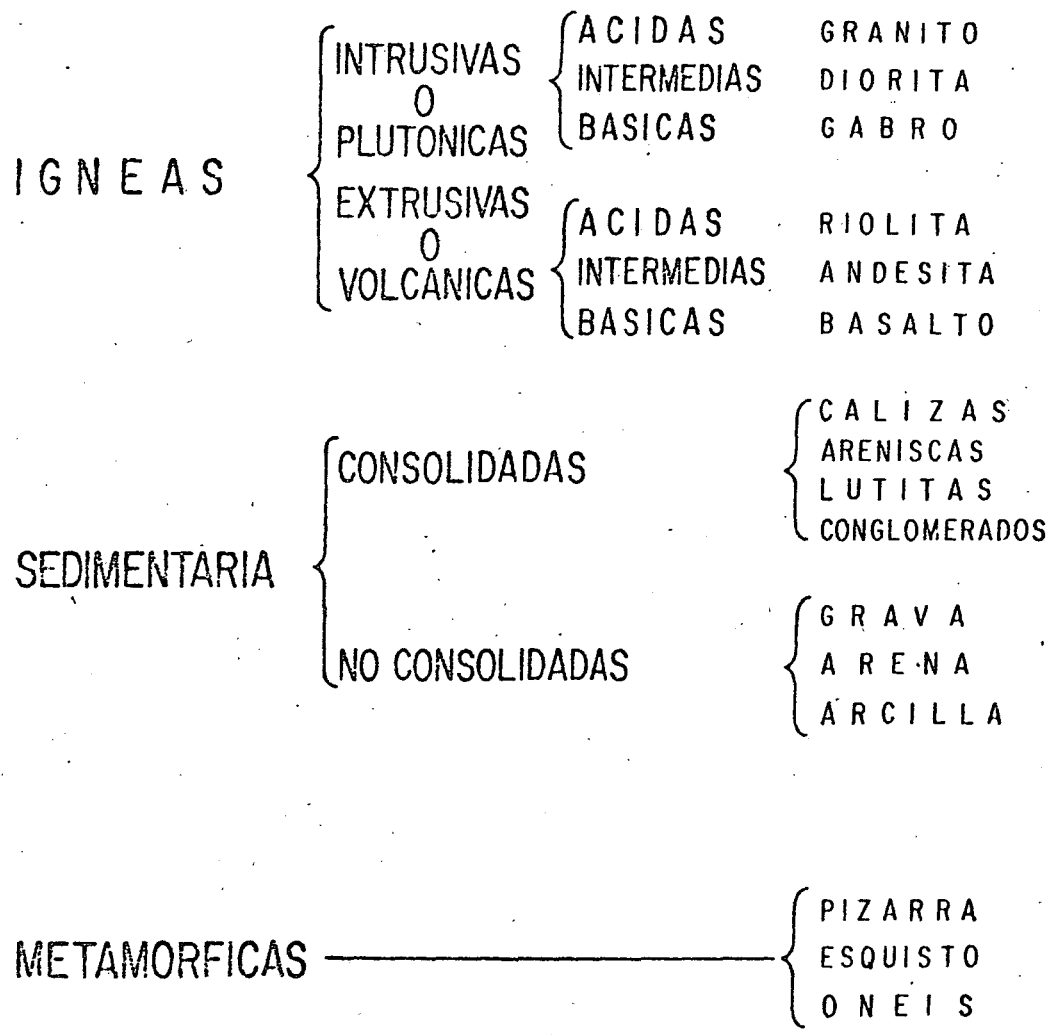 IGNEAS
INTRUSIVAS
O
PLUTONICAS
ACIDAS GRANITO
INTERMEDIAS DIORITA
BASICAS GABRO
EXTRUSIVAS
O
VOLCANICAS
ACIDAS RIOLITA
INTERMEDIAS ANDESITA
BASICAS BASALTO
SEDIMENTARIA
CONSOLIDADAS
CALIZAS
ARENISCAS
LUTITAS
CONGLOMERADOS
NO CONSOLIDADAS
GRAVA
ARENA
ARCILLA
METAMORFICAS
PIZARRA
ESQUISTO
ONEIS